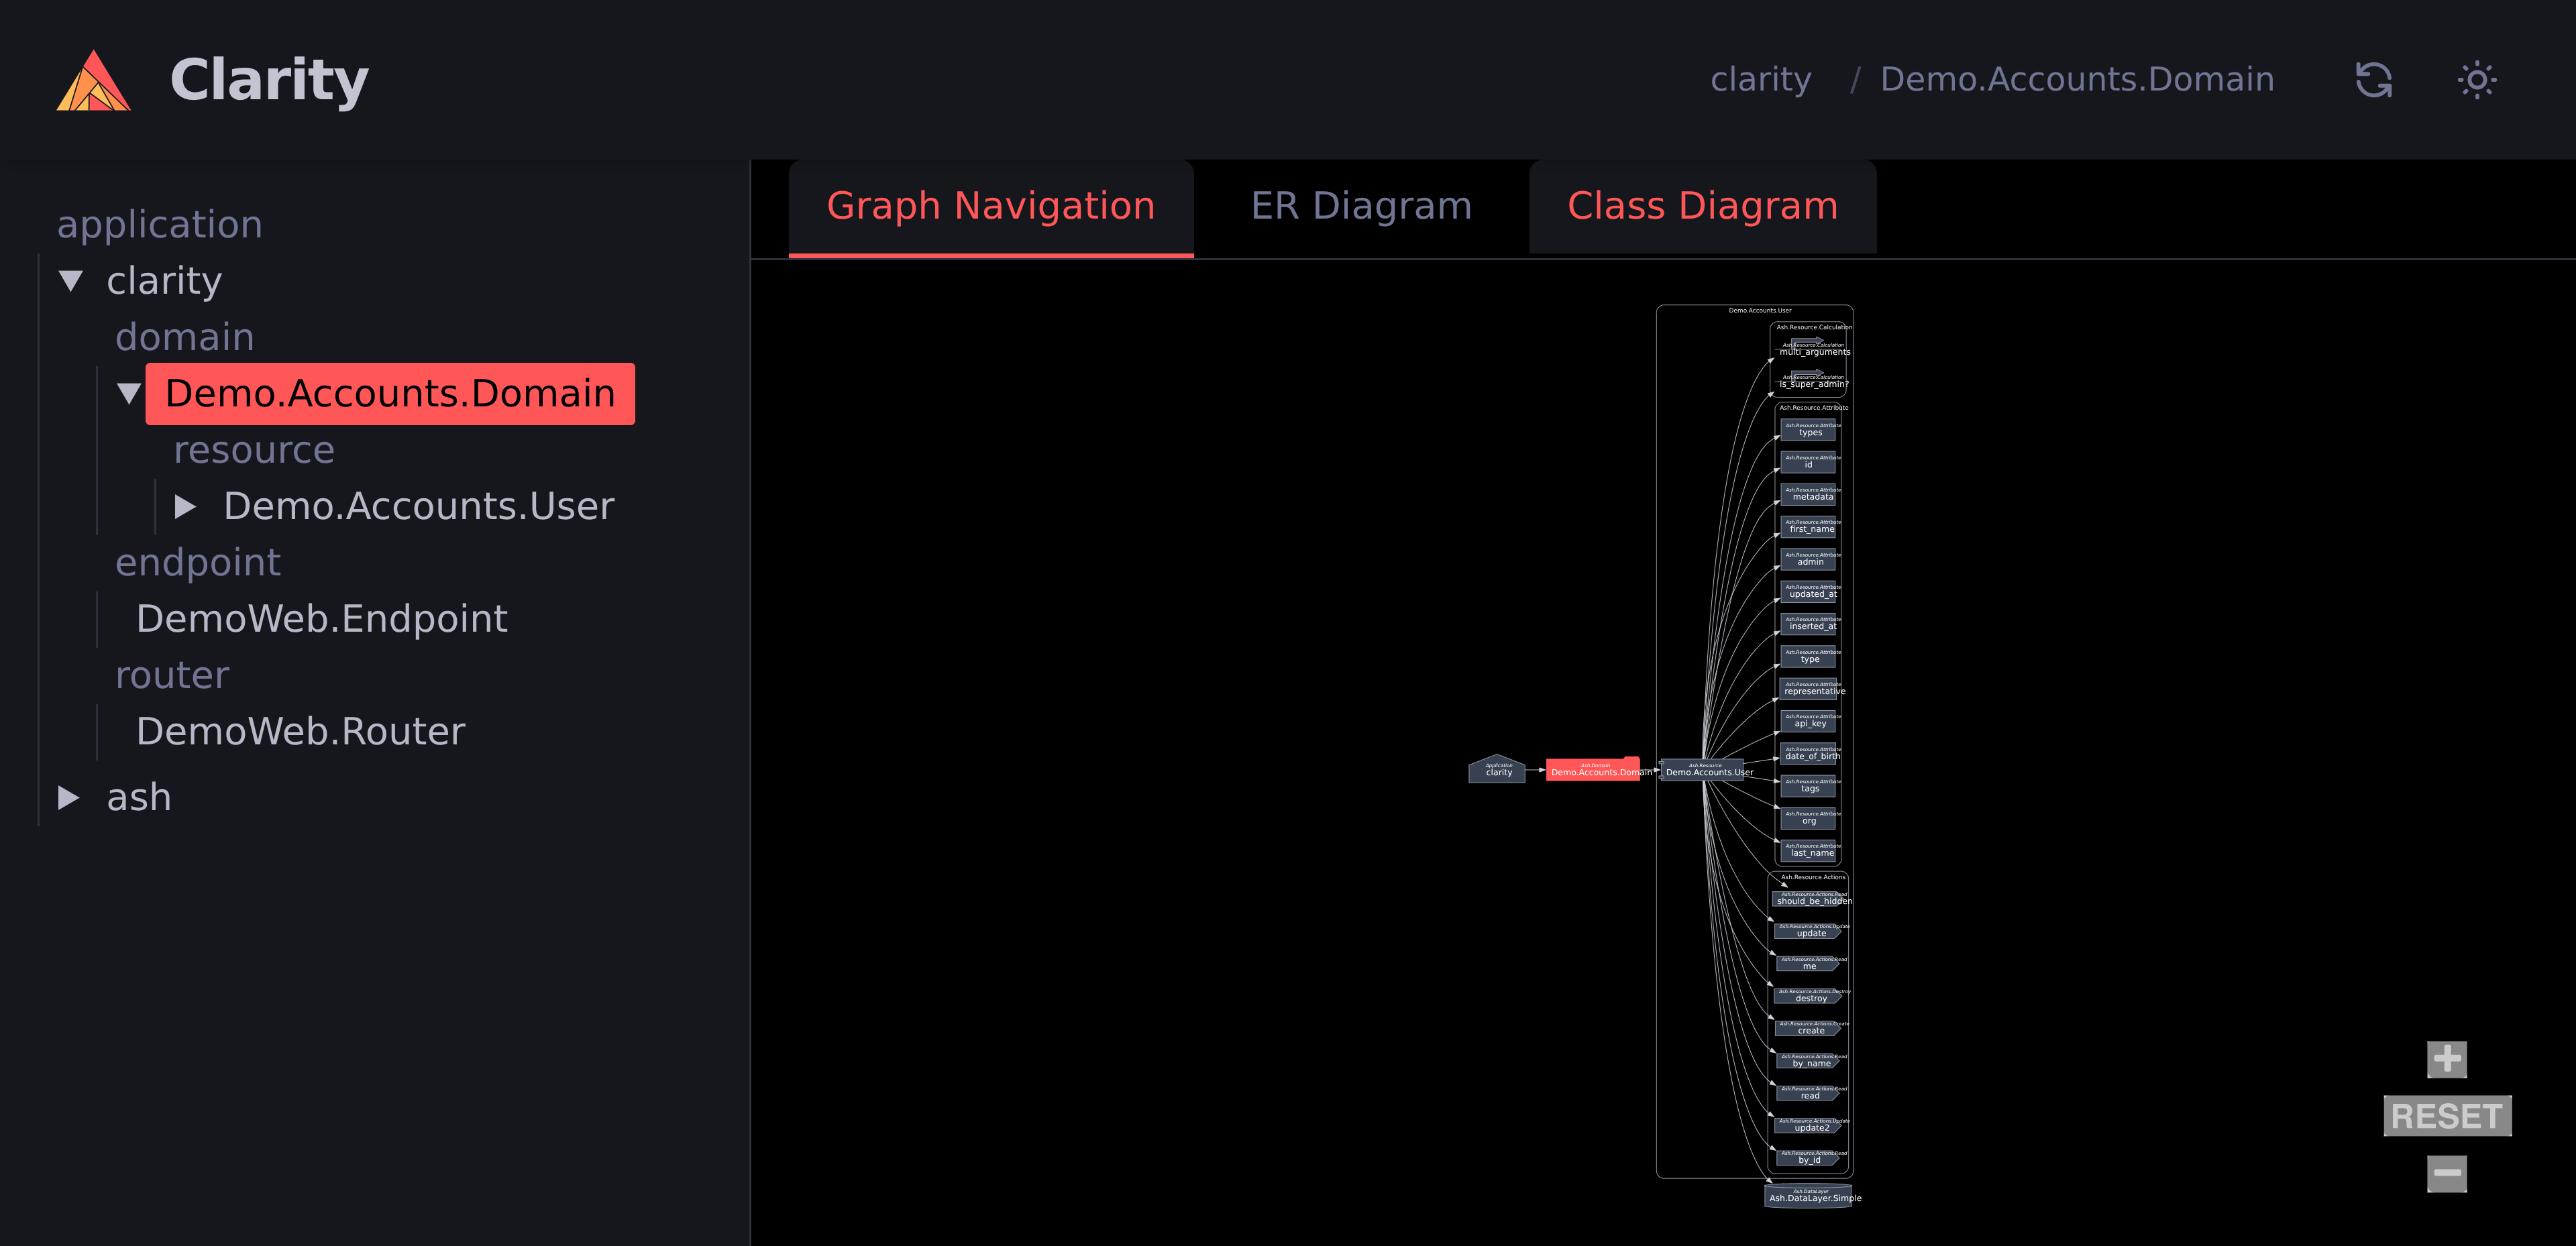 Clarity
clarity / Demo.Accounts.Domain
application
clarity
domain
Demo.Accounts.Domain
resource
Demo.Accounts.User
endpoint
DemoWeb.Endpoint
router
DemoWeb.Router
ash
Graph Navigation
ER Diagram
Class Diagram
Application
clarity
Ash.Domain
Demo.Accounts.Domain
Ash.Resource
Demo.Accounts.User
Demo.Accounts.User
Ash.Resource.Calculation
Ash.Resource.Calculation
multi_arguments
Ash.Resource.Calculation
is_super_admin?
Ash.Resource.Attribute
Ash.Resource.Attribute
types
Ash.Resource.Attribute
id
Ash.Resource.Attribute
metadata
Ash.Resource.Attribute
first_name
Ash.Resource.Attribute
admin
Ash.Resource.Attribute
updated_at
Ash.Resource.Attribute
inserted_at
Ash.Resource.Attribute
type
Ash.Resource.Attribute
representative
Ash.Resource.Attribute
api_key
Ash.Resource.Attribute
date_of_birth
Ash.Resource.Attribute
tags
Ash.Resource.Attribute
org
Ash.Resource.Attribute
last_name
Ash.Resource.Actions
Ash.Resource.Actions.Read
should_be_hidden
Ash.Resource.Actions.Update
update
Ash.Resource.Actions.Read
me
Ash.Resource.Actions.Destroy
destroy
Ash.Resource.Actions.Create
create
Ash.Resource.Actions.Read
by_name
Ash.Resource.Actions.Read
read
Ash.Resource.Actions.Update
update2
Ash.Resource.Actions.Read
by_id
Ash.DataLayer
Ash.DataLayer.Simple
RESET